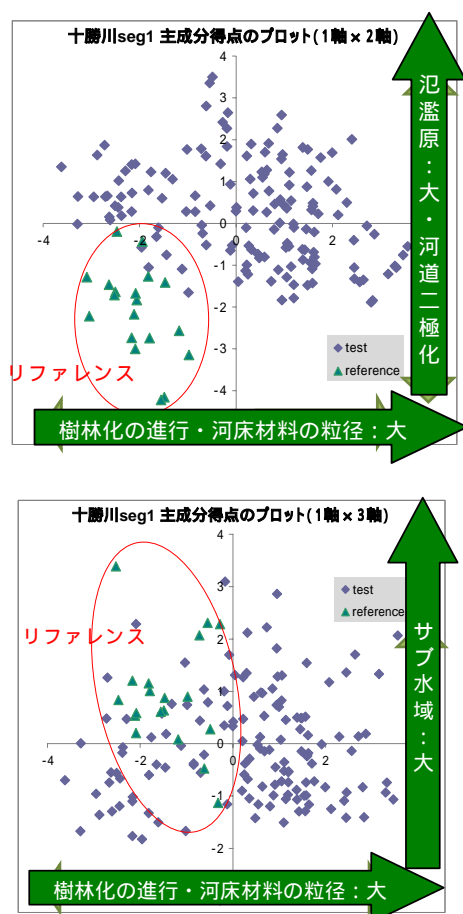 十勝川seg1 主成分得点のプロット(1軸×2軸)
4
3
2
1
0
-4
-2
0
2
-1
-2
-3
-4
test
reference
リファレンス
氾濫原：大・河道二極化
樹林化の進行・河床材料の粒径：大
十勝川seg1 主成分得点のプロット(1軸×3軸)
4
3
2
1
0
-4
-2
0
2
-1
-2
test
reference
リファレンス
サブ水域：大
樹林化の進行・河床材料の粒径：大